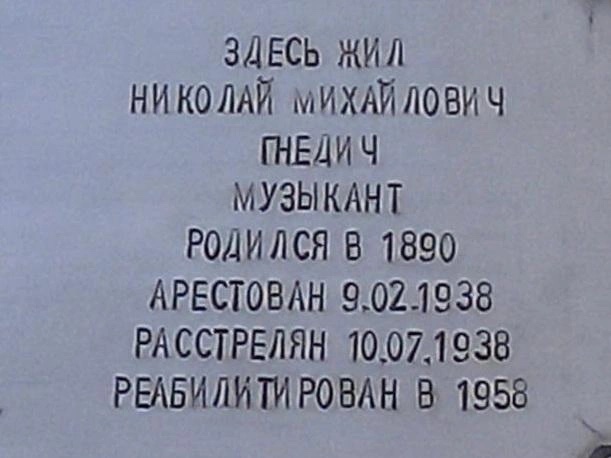 ЗДЕСЬ ЖИЛ
НИКОЛАЙ МИХАЙЛОВИЧ
ГНЕДИЧ
МУЗЫКАНТ
РОДИЛСЯ В 1890
АРЕСТОВАН 9.02.1938
РАССТРЕЛЯН 10.07.1938
РЕАБИЛИТИРОВАН В 1958